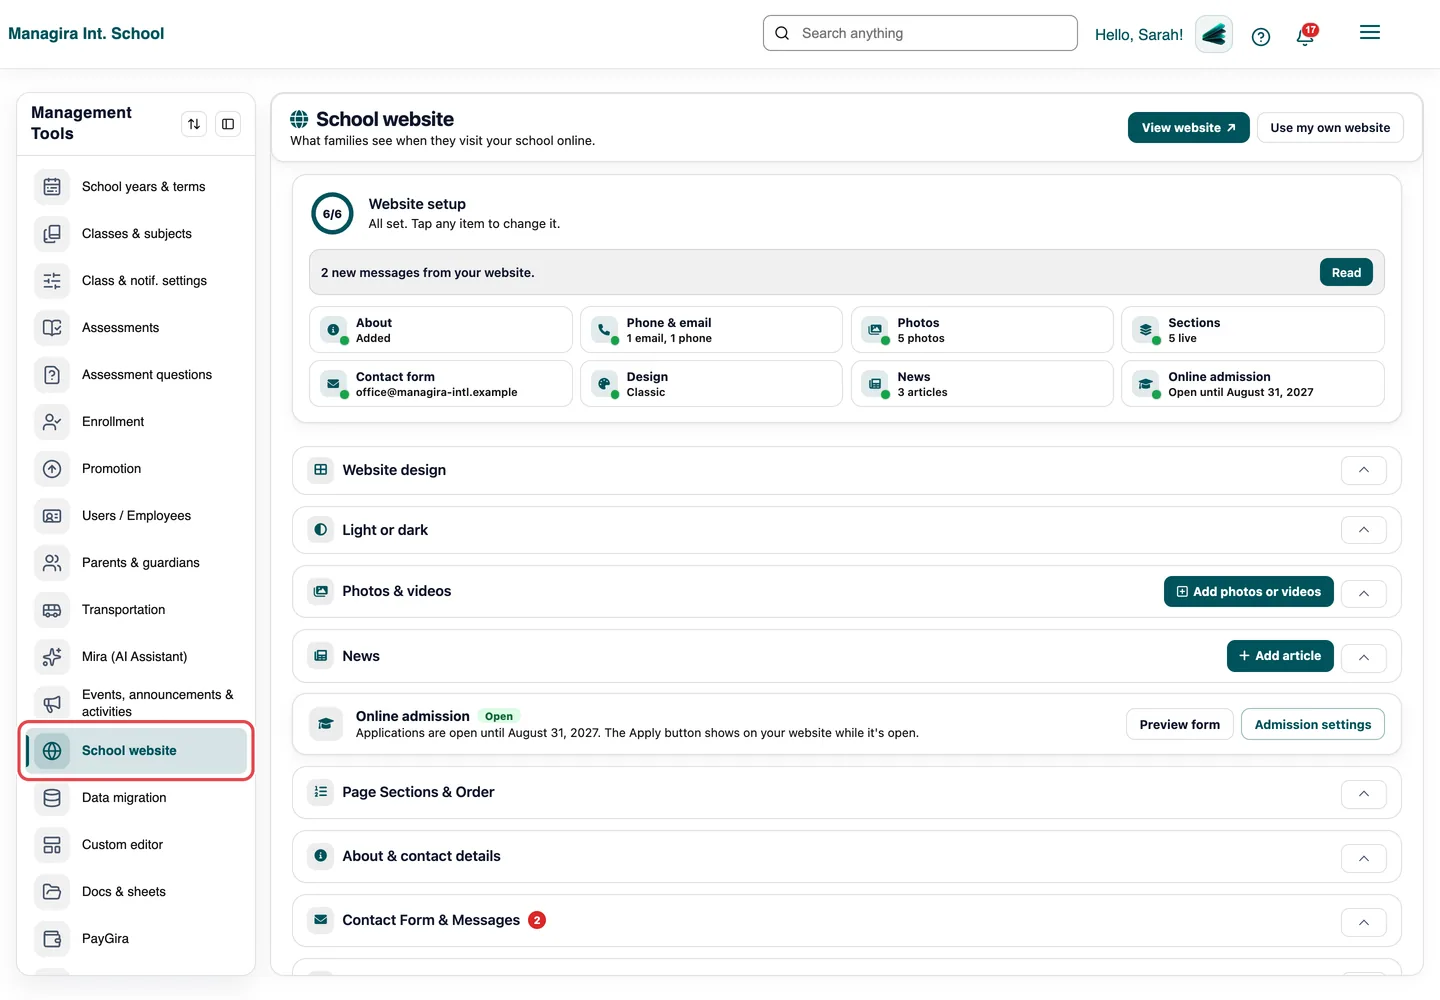 Managira Int. School
Search anything
Hello, Sarah!
17
Management
Tools
School years & terms
Classes & subjects
Class & notif. settings
Assessments
Assessment questions
Enrollment
Promotion
Users / Employees
Parents & guardians
Transportation
Mira (AI Assistant)
Events, announcements &
activities
School website
Data migration
Custom editor
Docs & sheets
PayGira
School website
What families see when they visit your school online.
View website
Use my own website
6/6
Website setup
All set. Tap any item to change it.
2 new messages from your website.
Read
About
Added
Phone & email
1 email, 1 phone
Photos
5 photos
Sections
5 live
Contact form
office@managira-intl.example
Design
Classic
News
3 articles
Online admission
Open until August 31, 2027
Website design
Light or dark
Photos & videos
Add photos or videos
News
+ Add article
Online admission Open
Applications are open until August 31, 2027. The Apply button shows on your website while it's open.
Preview form
Admission settings
Page Sections & Order
About & contact details
Contact Form & Messages 2